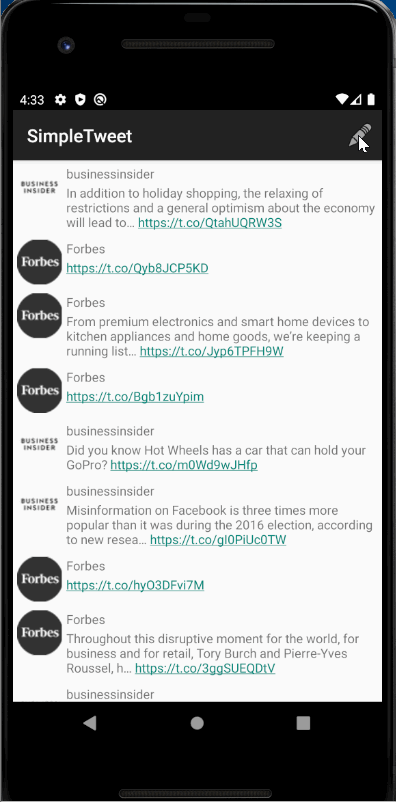 4:33
SimpleTweet
businessinsider
BUSINESS
INSIDER
In addition to holiday shopping, the relaxing of
restrictions and a general optimism about the economy
will lead to… https://t.co/QtahUQRW3S
Forbes
Forbes
https://t.co/Qyb8JCP5KD
Forbes
Forbes
From premium electronics and smart home devices to
kitchen appliances and home goods, we're keeping a
running list… https://t.co/Jyp6TPFH9W
Forbes
Forbes
https://t.co/Bgb1zuYpim
businessinsider
BUSINESS
INSIDER
Did you know Hot Wheels has a car that can hold your
GoPro? https://t.co/m0Wd9wJHfp
businessinsider
BUSINESS
INSIDER
Misinformation on Facebook is three times more
popular than it was during the 2016 election, according
to new resea… https://t.co/gI0PiUc0TW
Forbes
Forbes
https://t.co/hyO3DFvi7M
Forbes
Forbes
Throughout this disruptive moment for the world, for
business and for retail, Tory Burch and Pierre-Yves
Roussel, h… https://t.co/3ggSUEQDtV
businessinsider